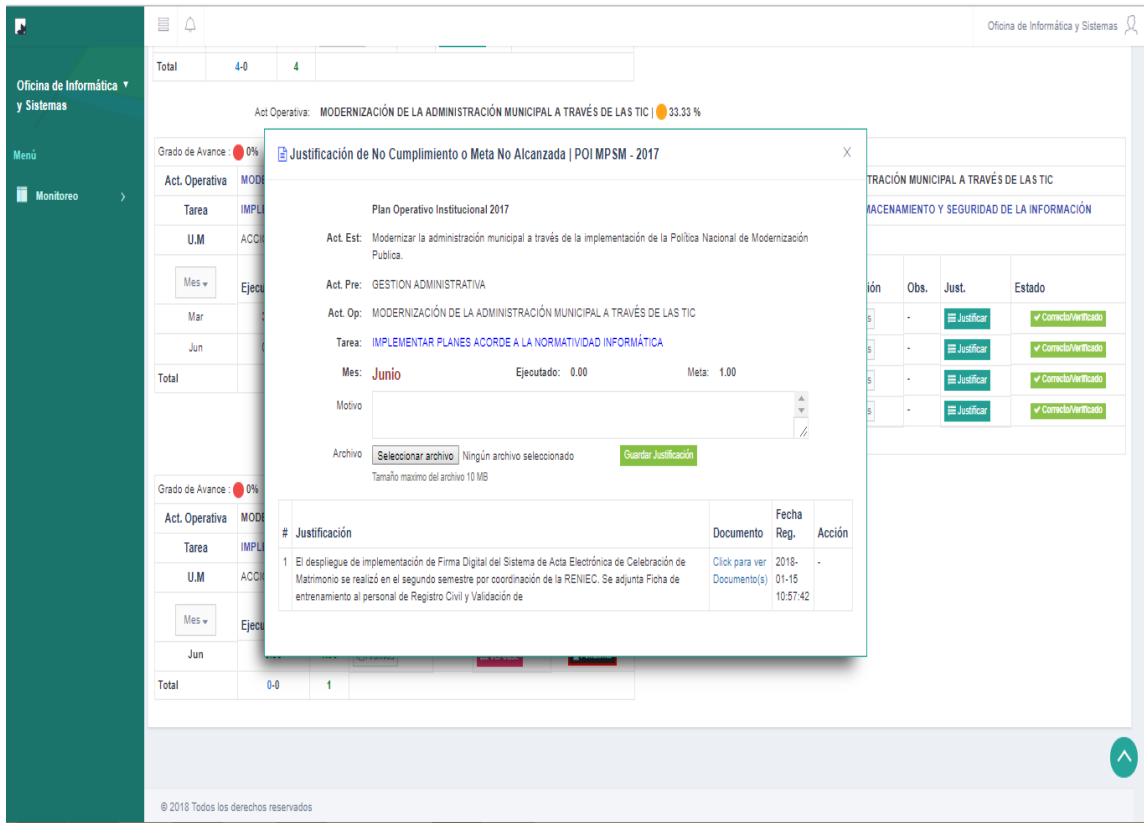 Oficina de Informática y Sistemas
Oficina de Informática
y Sistemas
Menú
Monitoreo
Total 4-0 4
Act Operativa: MODERNIZACIÓN DE LA ADMINISTRACIÓN MUNICIPAL A TRAVÉS DE LAS TIC | 33.33 %
Grado de Avance : 0%
Act. Operativa
Tarea
U.M
Mes
Mar
Jun
Total
Justificación de No Cumplimiento o Meta No Alcanzada | POI MPSM - 2017
X
Plan Operativo Institucional 2017
Act. Est: Modernizar la administración municipal a través de la implementación de la Política Nacional de Modernización
Publica.
Act. Pre: GESTION ADMINISTRATIVA
Act. Op: MODERNIZACIÓN DE LA ADMINISTRACIÓN MUNICIPAL A TRAVÉS DE LAS TIC
Tarea: IMPLEMENTAR PLANES ACORDE A LA NORMATIVIDAD INFORMÁTICA
Mes: Junio Ejecutado: 0.00 Meta: 1.00
Motivo
Archivo Seleccionar archivo Ningún archivo seleccionado Guardar Justificación
Tamaño maximo del archivo 10 MB
# Justificación Documento Fecha Reg. Acción
1 El despliegue de implementación de Firma Digital del Sistema de Acta Electrónica de Celebración de Click para ver 2018- -
Matrimonio se realizó en el segundo semestre por coordinación de la RENIEC. Se adjunta Ficha de Documento(s) 01-15
entrenamiento al personal de Registro Civil y Validación de 10:57:42
MUNICIPAL A TRAVÉS DE LAS TIC
Y SEGURIDAD DE LA INFORMACIÓN
Obs. Just. Estado
- Justificar Correcto/Verificado
- Justificar Correcto/Verificado
- Justificar Correcto/Verificado
- Justificar Correcto/Verificado
Grado de Avance : 0%
Act. Operativa
Tarea
U.M
Mes
Jun
Total 0-0 1
© 2018 Todos los derechos reservados